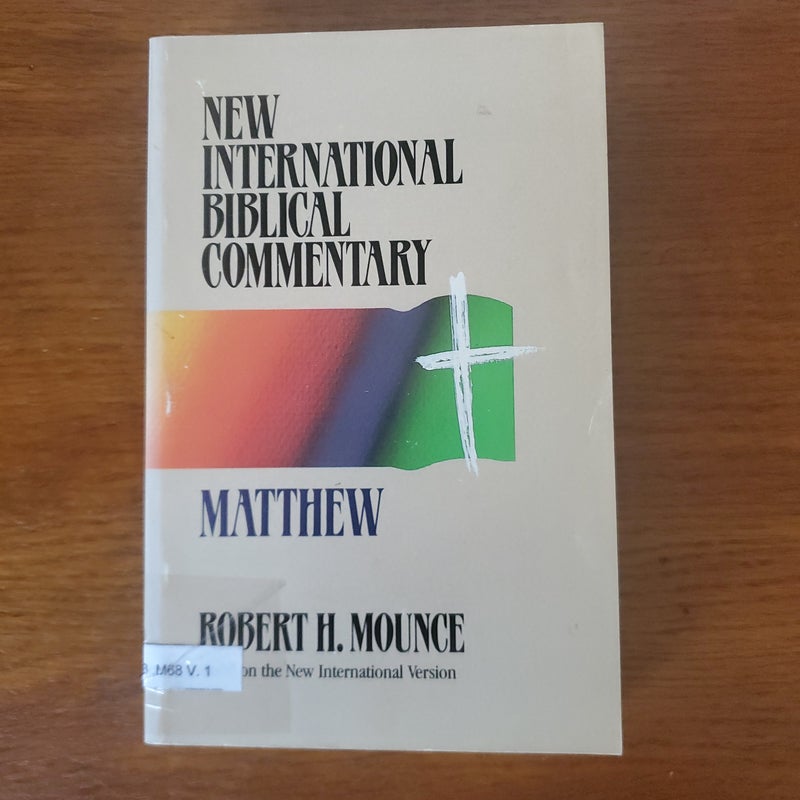 NEW
INTERNATIONAL
BIBLICAL
COMMENTARY
MATTHEW
ROBERT H. MOUNCE
.M68 V. 1
on the New International Version